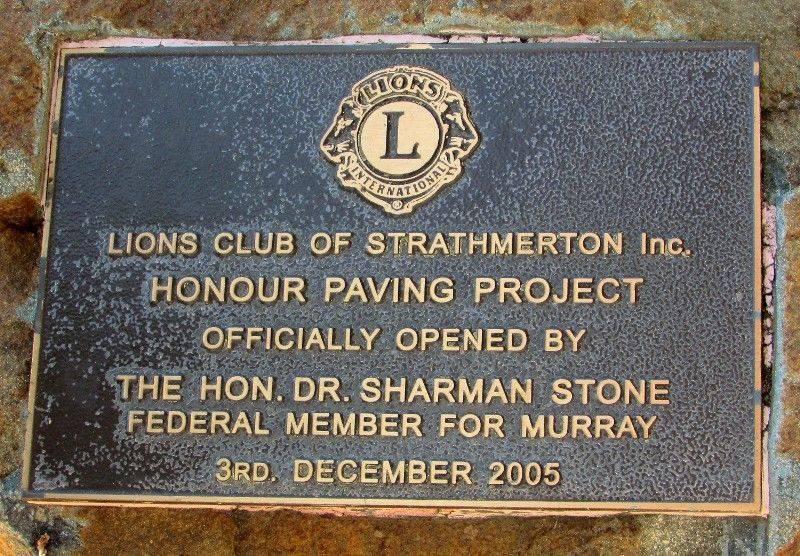 LIONS
L
INTERNATIONAL
®
LIONS CLUB OF STRATHMERTON Inc.
HONOUR PAVING PROJECT
OFFICIALLY OPENED BY
THE HON. DR. SHARMAN STONE
FEDERAL MEMBER FOR MURRAY
3RD. DECEMBER 2005